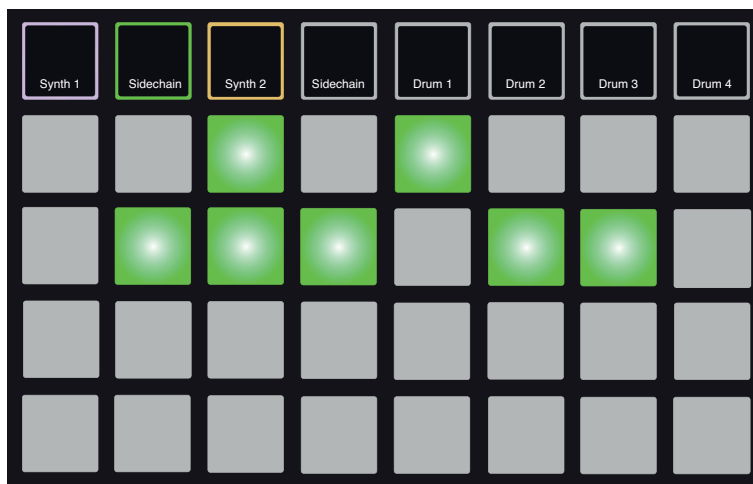 Synth 1
Sidechain
Synth 2
Sidechain
Drum 1
Drum 2
Drum 3
Drum 4